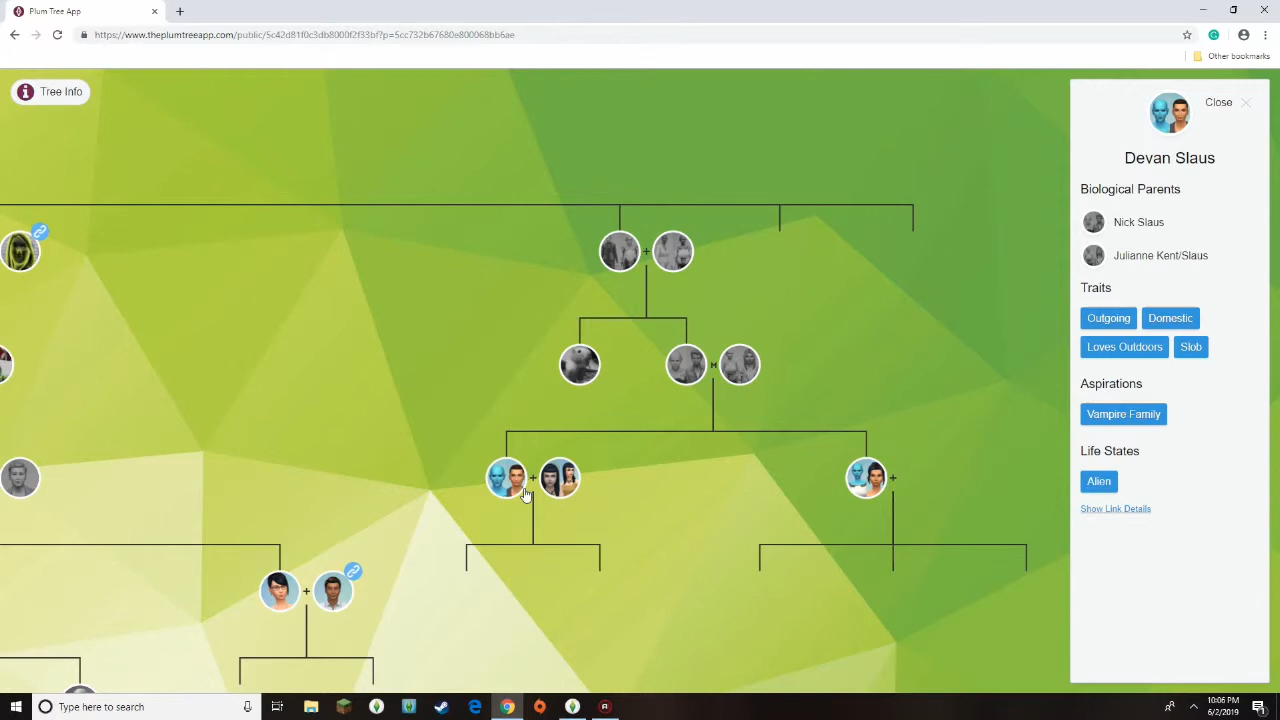 Plum Tree App
https://www.theplumtreeapp.com/public/5c42d81f0c3db8000f2f33bf?p=5cc732b67680e800068bb6ae
Other bookmarks
Tree Info
Close
Devan Slaus
Biological Parents
Nick Slaus
Julianne Kent/Slaus
Traits
Outgoing Domestic
Loves Outdoors Slob
Aspirations
Vampire Family
Life States
Alien
Show Link Details
+
M
+ +
+
Type here to search
10:06 PM
6/2/2019